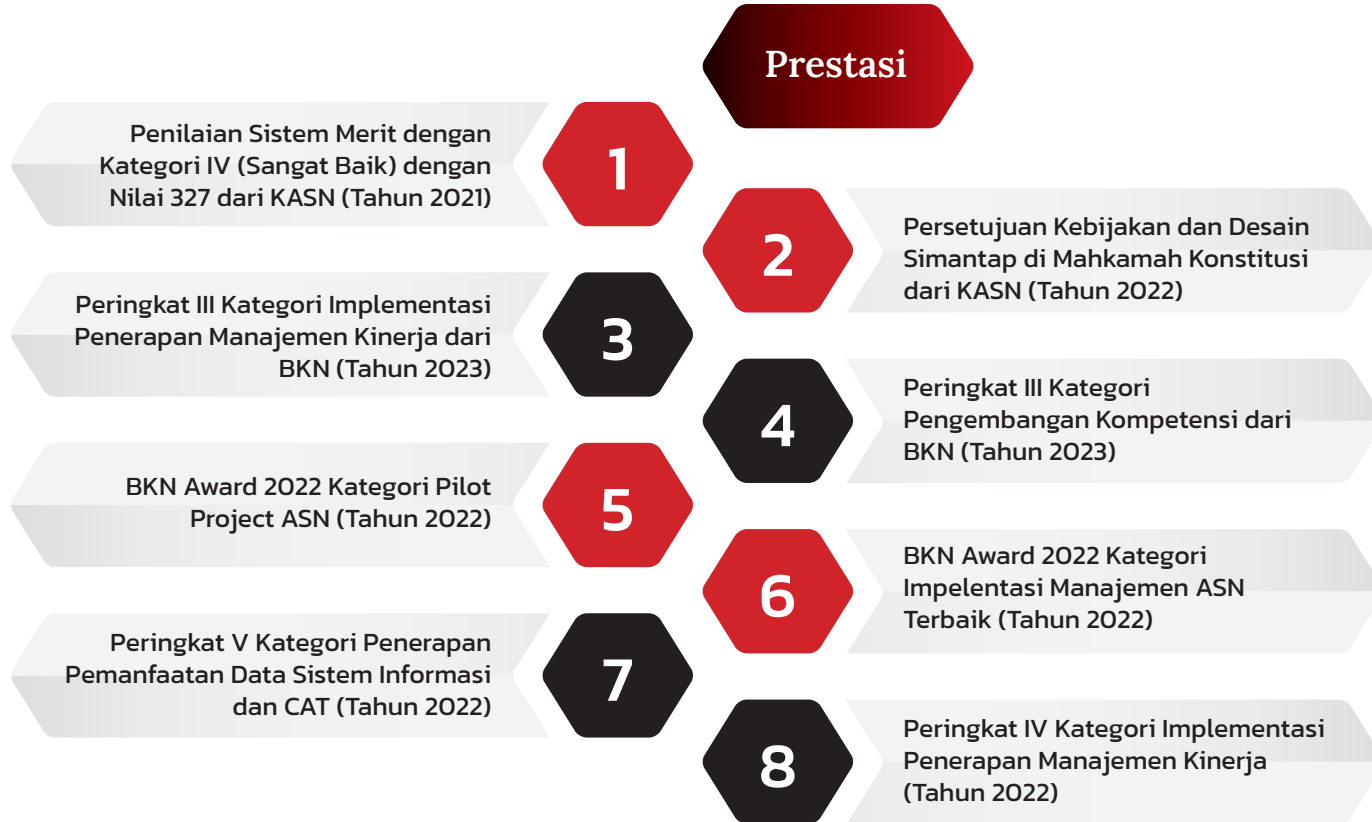 Prestasi
1
Penilaian Sistem Merit dengan
Kategori IV (Sangat Baik) dengan
Nilai 327 dari KASN (Tahun 2021)
2
Persetujuan Kebijakan dan Desain
Simantap di Mahkamah Konstitusi
dari KASN (Tahun 2022)
3
Peringkat III Kategori Implementasi
Penerapan Manajemen Kinerja dari
BKN (Tahun 2023)
4
Peringkat III Kategori
Pengembangan Kompetensi dari
BKN (Tahun 2023)
5
BKN Award 2022 Kategori Pilot
Project ASN (Tahun 2022)
6
BKN Award 2022 Kategori
Impelentasi Manajemen ASN
Terbaik (Tahun 2022)
7
Peringkat V Kategori Penerapan
Pemanfaatan Data Sistem Informasi
dan CAT (Tahun 2022)
8
Peringkat IV Kategori Implementasi
Penerapan Manajemen Kinerja
(Tahun 2022)